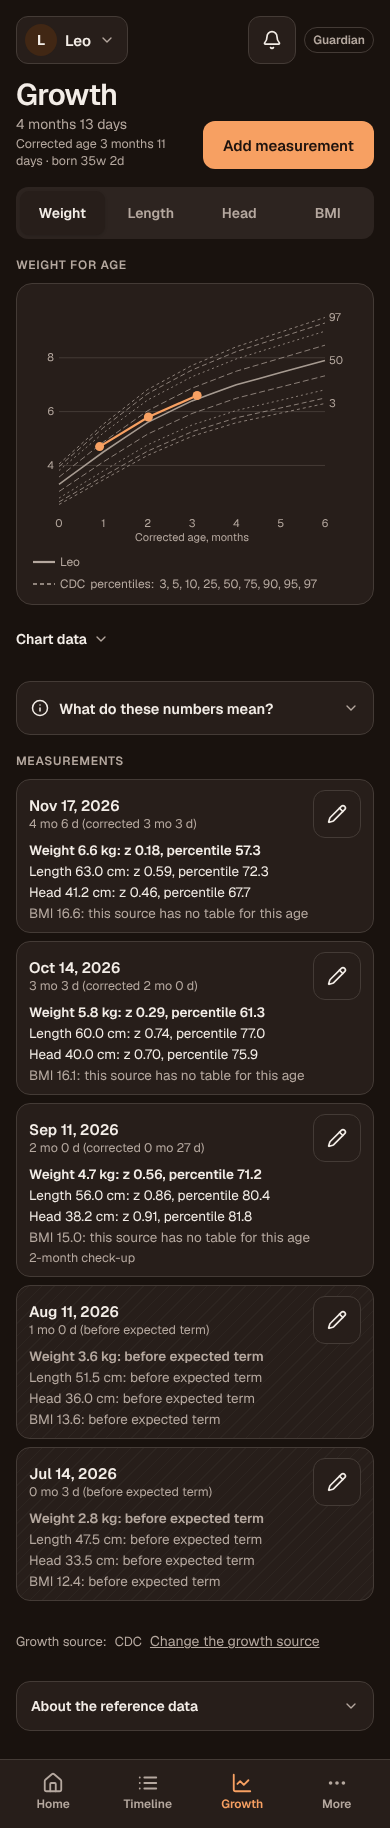 L Leo
Guardian
Growth
4 months 13 days
Corrected age 3 months 11
days · born 35w 2d
Add measurement
Weight Length Head BMI
WEIGHT FOR AGE
97
8
50
6
3
4
0 1 2 3 4 5 6
Corrected age, months
Leo
CDC percentiles: 3, 5, 10, 25, 50, 75, 90, 95, 97
Chart data
What do these numbers mean?
MEASUREMENTS
Nov 17, 2026
4 mo 6 d (corrected 3 mo 3 d)
Weight 6.6 kg: z 0.18, percentile 57.3
Length 63.0 cm: z 0.59, percentile 72.3
Head 41.2 cm: z 0.46, percentile 67.7
BMI 16.6: this source has no table for this age
Oct 14, 2026
3 mo 3 d (corrected 2 mo 0 d)
Weight 5.8 kg: z 0.29, percentile 61.3
Length 60.0 cm: z 0.74, percentile 77.0
Head 40.0 cm: z 0.70, percentile 75.9
BMI 16.1: this source has no table for this age
Sep 11, 2026
2 mo 0 d (corrected 0 mo 27 d)
Weight 4.7 kg: z 0.56, percentile 71.2
Length 56.0 cm: z 0.86, percentile 80.4
Head 38.2 cm: z 0.91, percentile 81.8
BMI 15.0: this source has no table for this age
2-month check-up
Aug 11, 2026
1 mo 0 d (before expected term)
Weight 3.6 kg: before expected term
Length 51.5 cm: before expected term
Head 36.0 cm: before expected term
BMI 13.6: before expected term
Jul 14, 2026
0 mo 3 d (before expected term)
Weight 2.8 kg: before expected term
Length 47.5 cm: before expected term
Head 33.5 cm: before expected term
BMI 12.4: before expected term
Growth source: CDC Change the growth source
About the reference data
Home Timeline Growth More